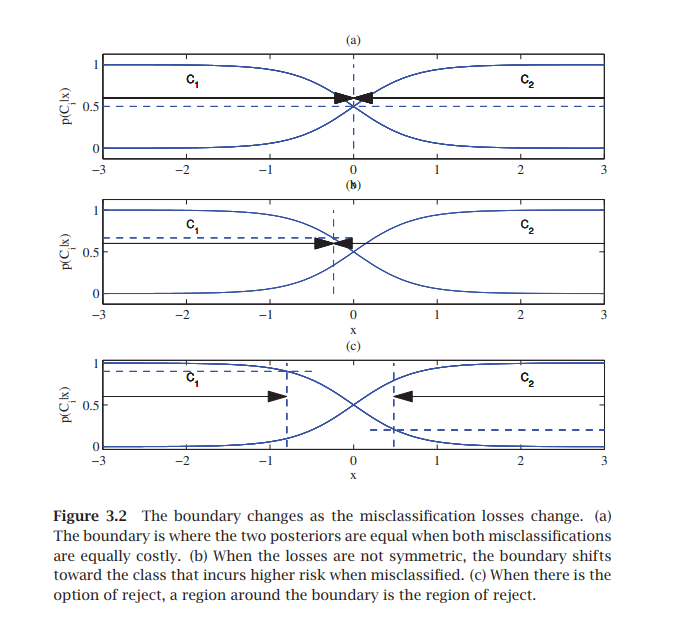 (a)
1
C1
C2
p(Ci|x)
0.5
0
−3 −2 −1 0 1 2 3
(b)
1
C1
C2
p(Ci|x)
0.5
0
−3 −2 −1 0 1 2 3
x
(c)
1
C1
C2
p(Ci|x)
0.5
0
−3 −2 −1 0 1 2 3
x
Figure 3.2 The boundary changes as the misclassification losses change. (a)
The boundary is where the two posteriors are equal when both misclassifications
are equally costly. (b) When the losses are not symmetric, the boundary shifts
toward the class that incurs higher risk when misclassified. (c) When there is the
option of reject, a region around the boundary is the region of reject.